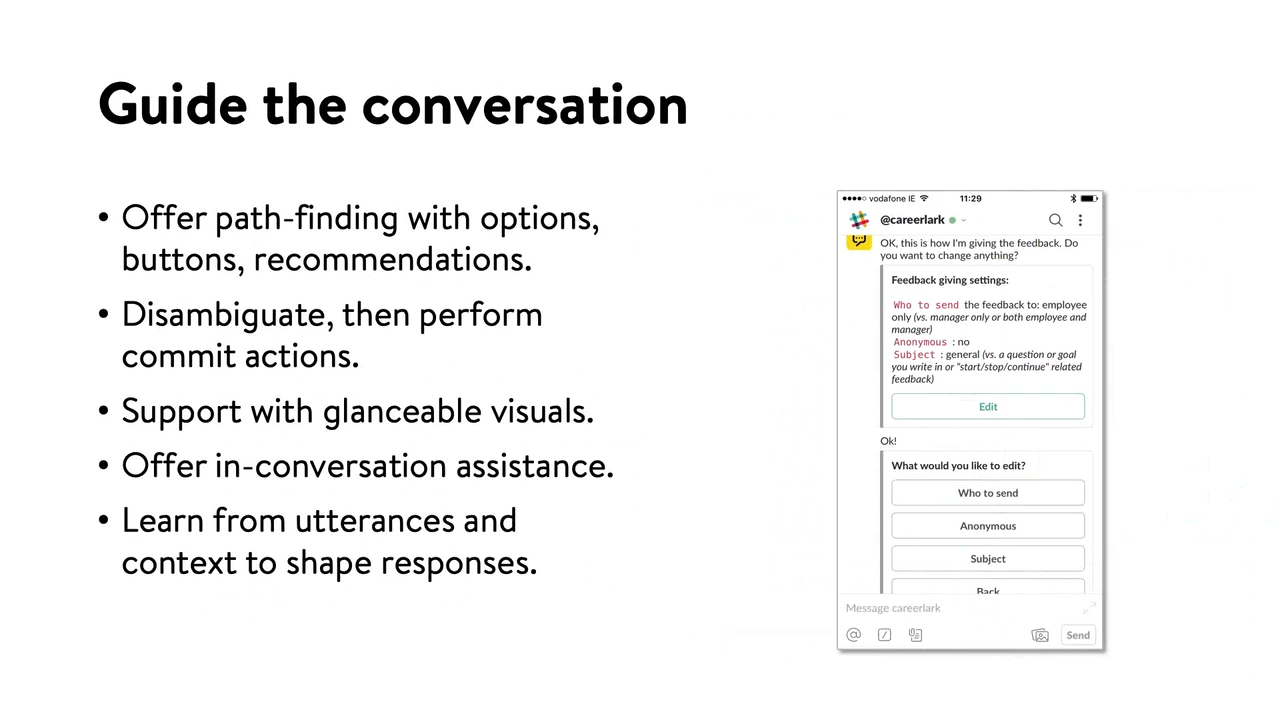 Guide the conversation
• Offer path-finding with options,
buttons, recommendations.
• Disambiguate, then perform
commit actions.
• Support with glanceable visuals.
• Offer in-conversation assistance.
• Learn from utterances and
context to shape responses.
vodafone IE 11:29
@careerlark
OK, this is how I'm giving the feedback. Do
you want to change anything?
Feedback giving settings:
Who to send the feedback to: employee
only (vs. manager only or both employee and
manager)
Anonymous : no
Subject : general (vs. a question or goal
you write in or "start/stop/continue" related
feedback)
Edit
Ok!
What would you like to edit?
Who to send
Anonymous
Subject
Back
Message careerlark
@
Send